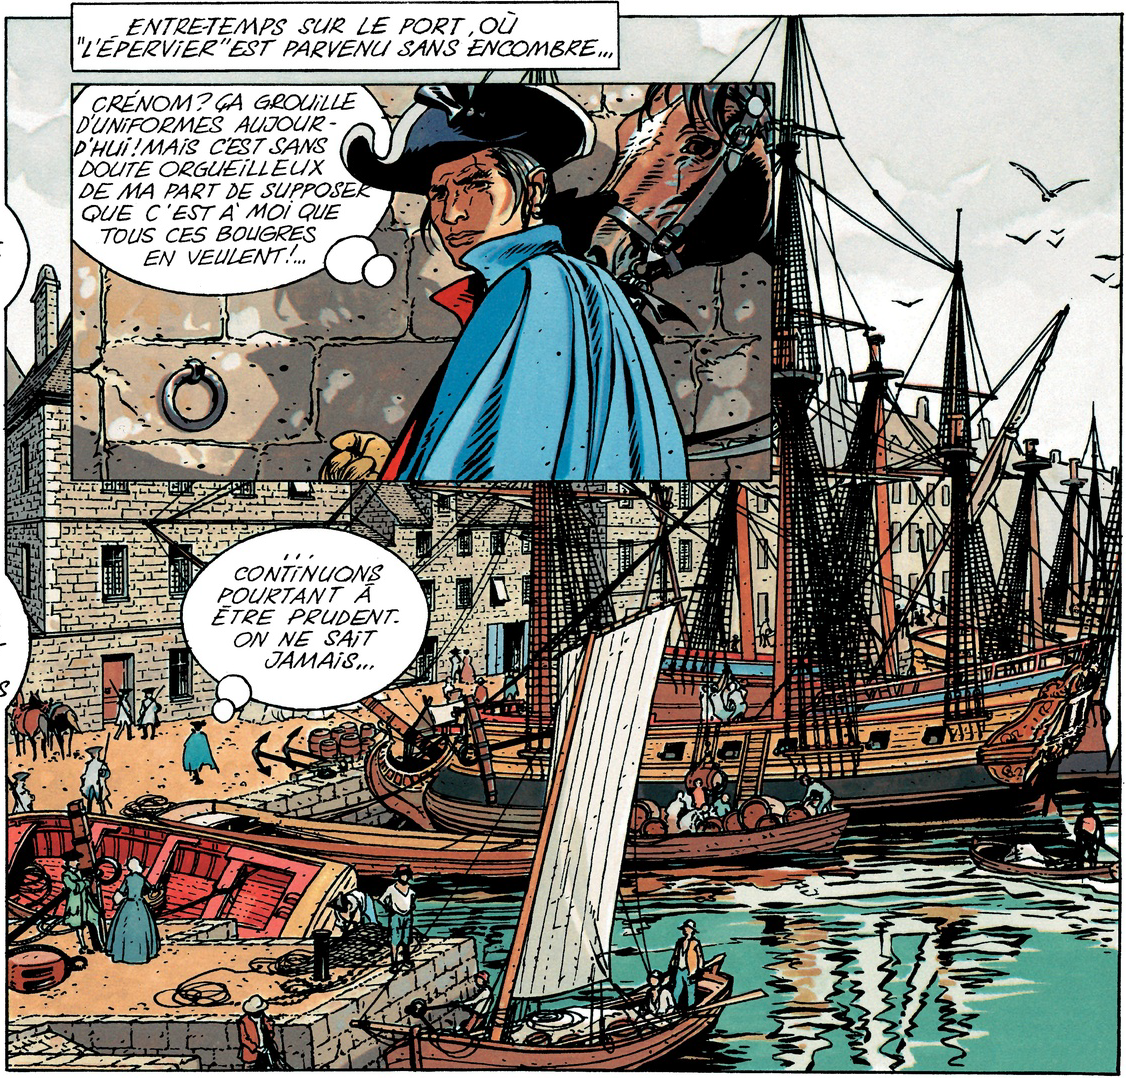 ENTRE-TEMPS SUR LE PORT, OÙ
"L'ÉPERVIER" EST PARVENU SANS ENCOMBRE...
CRÉNOM? ÇA GROUILLE
D'UNIFORMES AUJOUR-
D'HUI! MAIS C'EST SANS
DOUTE ORGUEILLEUX
DE MA PART DE SUPPOSER
QUE C'EST À MOI QUE
TOUS CES BOUGRES
EN VEULENT!...
...
CONTINUONS
POURTANT À
ÊTRE PRUDENT.
ON NE SAIT
JAMAIS...